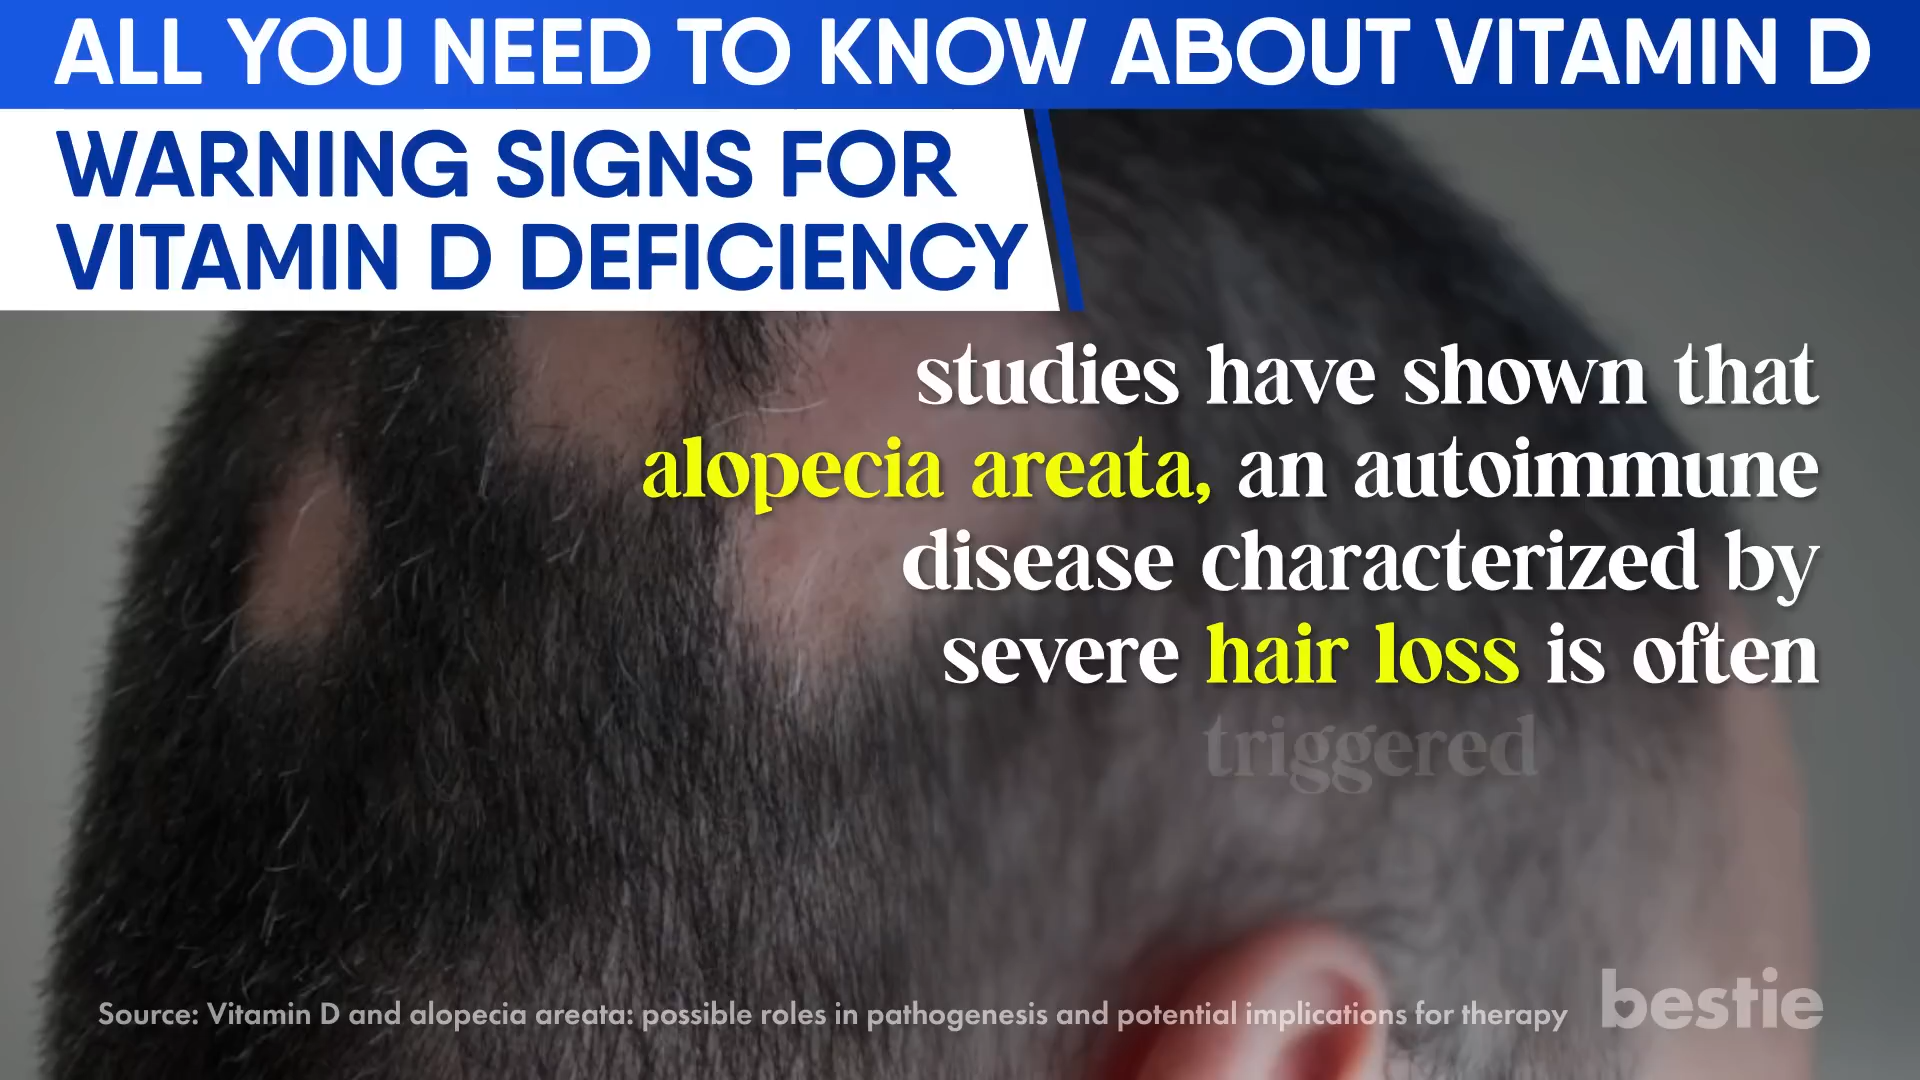 ALL YOU NEED TO KNOW ABOUT VITAMIN D
WARNING SIGNS FOR
VITAMIN D DEFICIENCY
studies have shown that
alopecia areata, an autoimmune
disease characterized by
severe hair loss is often
triggered
Source: Vitamin D and alopecia areata: possible roles in pathogenesis and potential implications for therapy
bestie